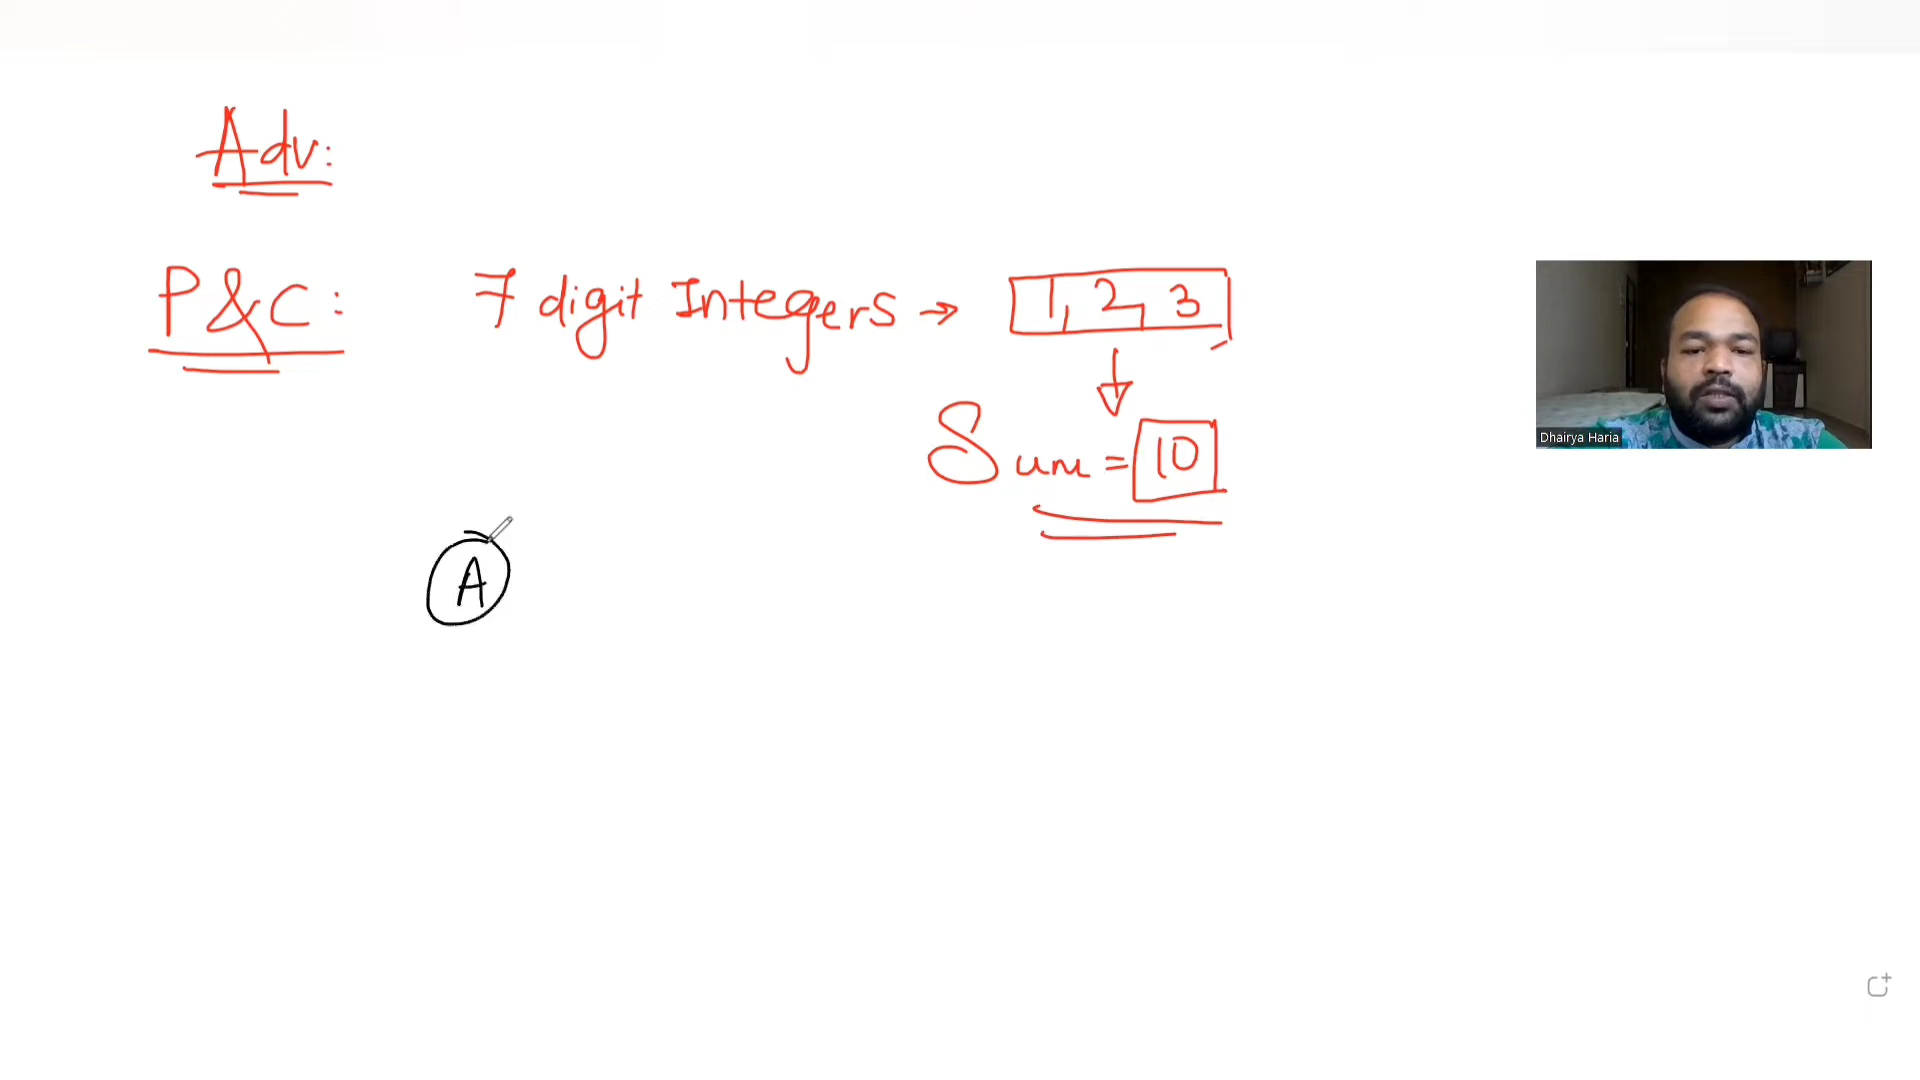 Adv:
P&C: 7 digit Integers → 1, 2, 3
Sum = 10
Dhairya Haria
A